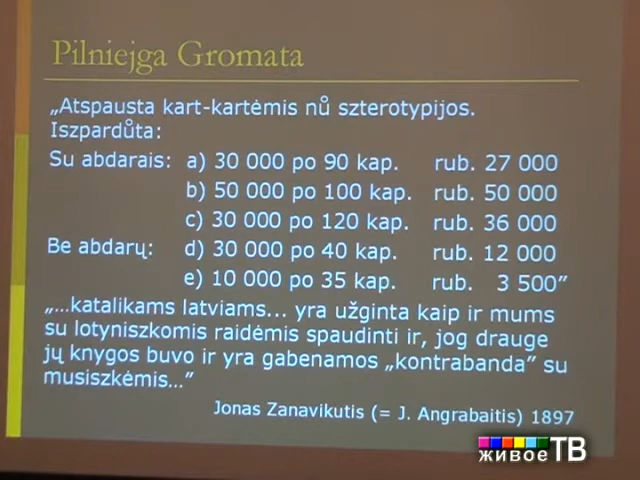 Pilniejga Gromata
„Atspausta kart-kartėmis nů szterotypijos.
Iszpardůta:
Su abdarais: a) 30 000 po 90 kap. rub. 27 000
b) 50 000 po 100 kap. rub. 50 000
c) 30 000 po 120 kap. rub. 36 000
Be abdarų: d) 30 000 po 40 kap. rub. 12 000
e) 10 000 po 35 kap. rub. 3 500”
„…katalikams latviams... yra užginta kaip ir mums
su lotyniszkomis raidėmis spaudinti ir, jog drauge
jų knygos buvo ir yra gabenamos „kontrabanda” su
musiszkėmis…”
Jonas Zanavikutis (= J. Angrabaitis) 1897
живоеТВ